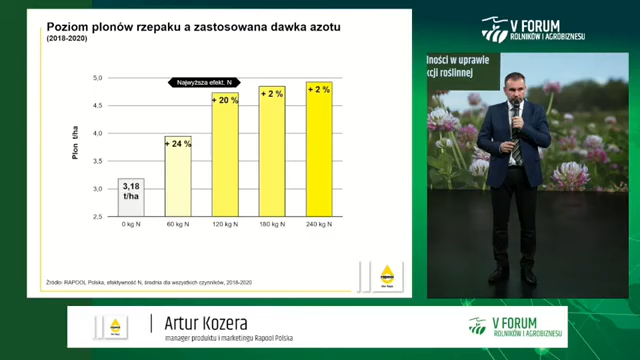 Poziom plonów rzepaku a zastosowana dawka azotu
(2018-2020)
Plon t/ha
5,0
4,5
4,0
3,5
3,0
2,5
Najwyższa efekt. N
3,18
t/ha
+ 24 %
+ 20 %
+ 2 %
+ 2 %
0 kg N
60 kg N
120 kg N
180 kg N
240 kg N
Źródło: RAPOOL Polska, efektywność N, średnia dla wszystkich czynników, 2018-2020
V FORUM
ROLNIKÓW I AGROBIZNESU
lności w uprawie
kcji roślinnej
Artur Kozera
manager produktu i marketingu Rapool Polska
V FORUM
ROLNIKÓW I AGROBIZNESU